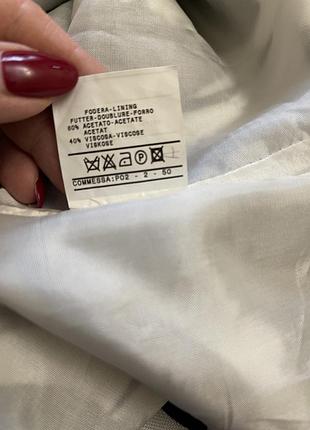 FODERA-LINING
FUTTER-DOUBLURE-FORRO
60% ACETATO-ACETATE
ACETAT
40% VISCOSA-VISCOSE
VISKOSE
P
COMMESSA:P02 - 2 - 50